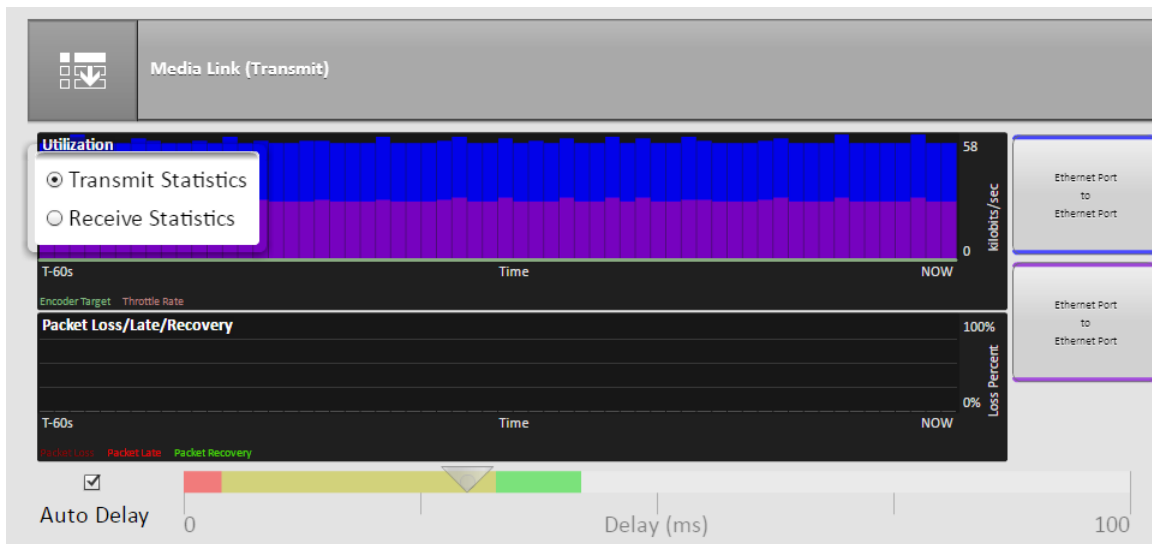 Media Link (Transmit)
Utilization
58
Transmit Statistics
Receive Statistics
kilobits/sec
0
T-60s Time NOW
Encoder Target Throttle Rate
Ethernet Port
to
Ethernet Port
Ethernet Port
to
Ethernet Port
Packet Loss/Late/Recovery
100%
Loss Percent
0%
T-60s Time NOW
Packet Loss Packet Late Packet Recovery
Auto Delay
0 Delay (ms) 100